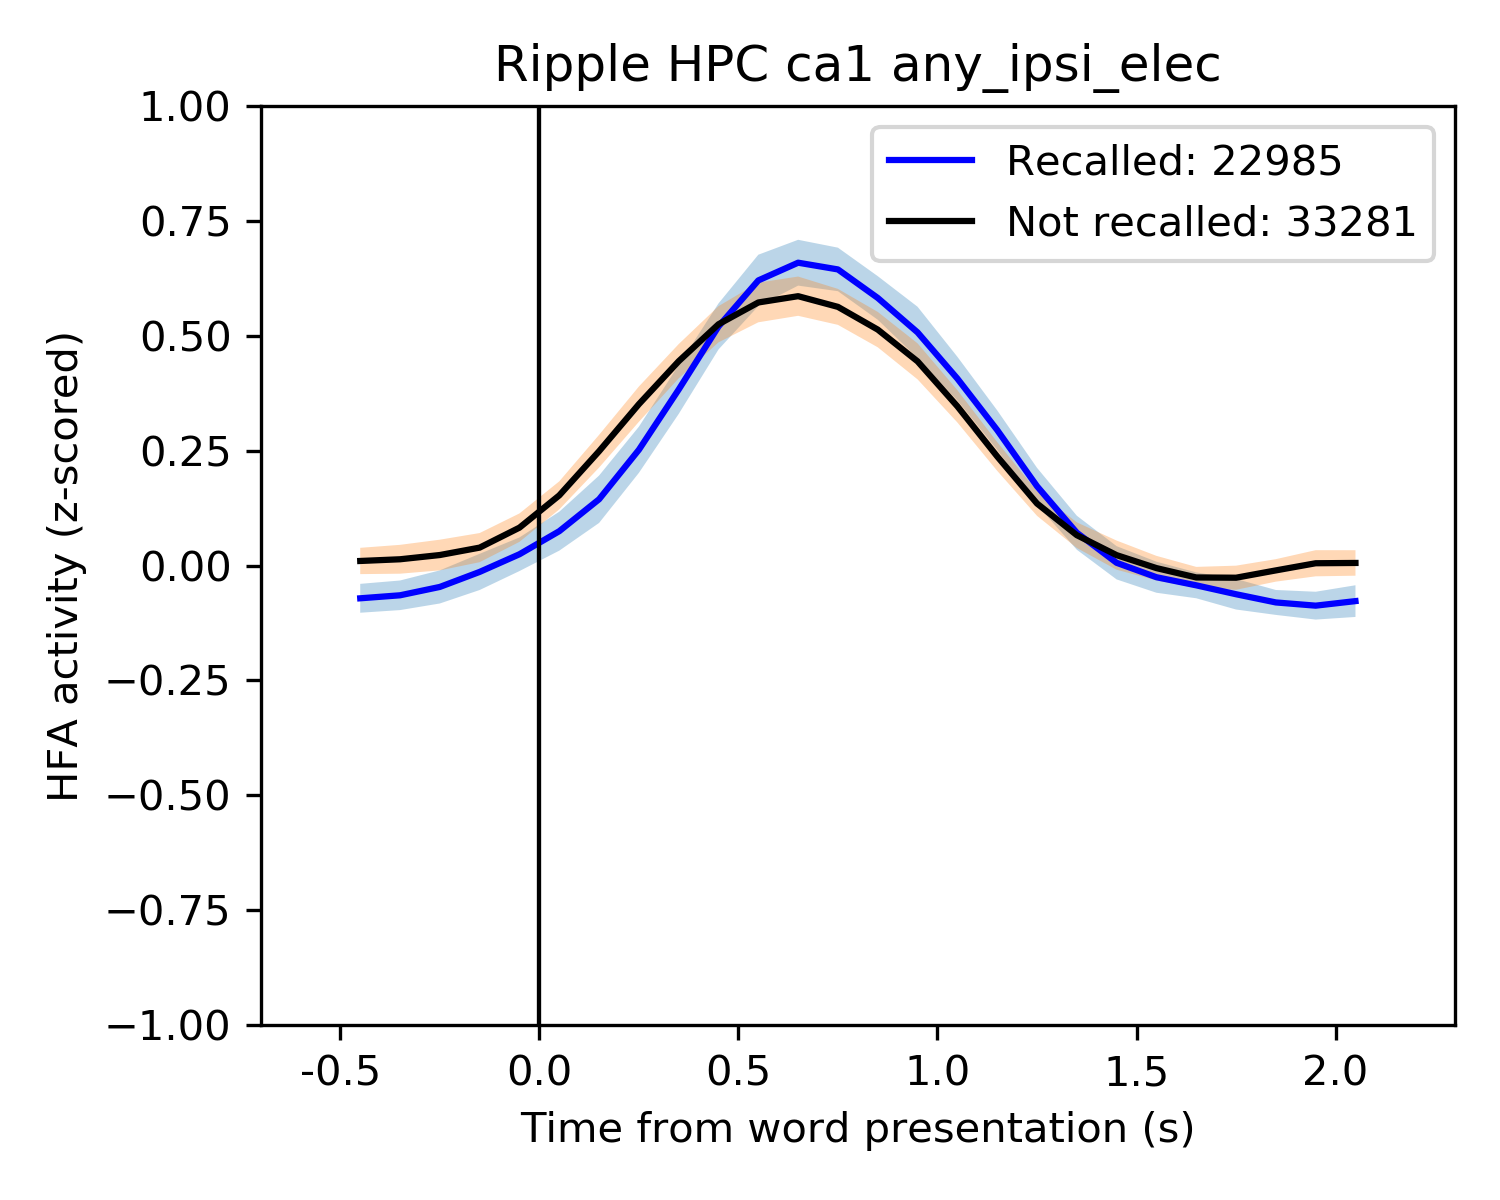 Ripple HPC ca1 any_ipsi_elec
Recalled: 22985
Not recalled: 33281
1.00
0.75
0.50
0.25
0.00
−0.25
−0.50
−0.75
−1.00
HFA activity (z-scored)
-0.5 0.0 0.5 1.0 1.5 2.0
Time from word presentation (s)